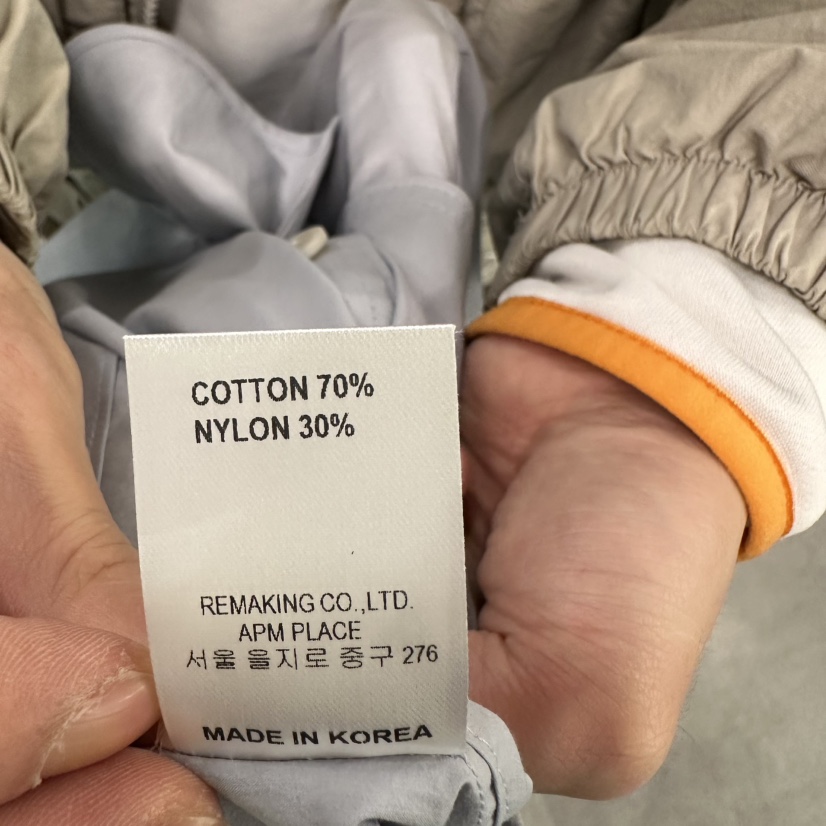 COTTON 70%
NYLON 30%
REMAKING CO.,LTD.
APM PLACE
서울 을지로 중구 276
MADE IN KOREA